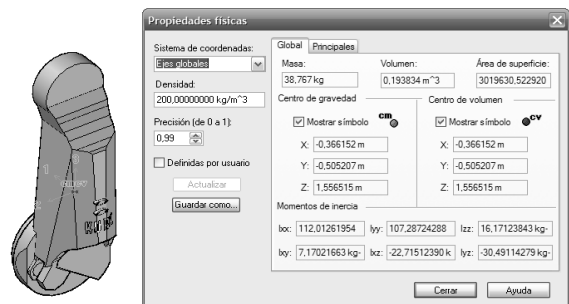 Propiedades físicas
Sistema de coordenadas:
Ejes globales
Densidad:
200,00000000 kg/m^3
Precisión (de 0 a 1):
0,99
Definidas por usuario
Actualizar
Guardar como...
Global Principales
Masa: Volumen: Área de superficie:
38,767 kg 0,193834 m^3 3019630,522920
Centro de gravedad Centro de volumen
Mostrar símbolo cm Mostrar símbolo cv
X: -0,366152 m X: -0,366152 m
Y: -0,505207 m Y: -0,505207 m
Z: 1,556515 m Z: 1,556515 m
Momentos de inercia
Ixx: 112,01261954 Iyy: 107,28724288 Izz: 16,17123843 kg-
Ixy: 7,17021663 kg- Ixz: -22,71512390 k Iyz: -30,49114279 kg-
Cerrar Ayuda